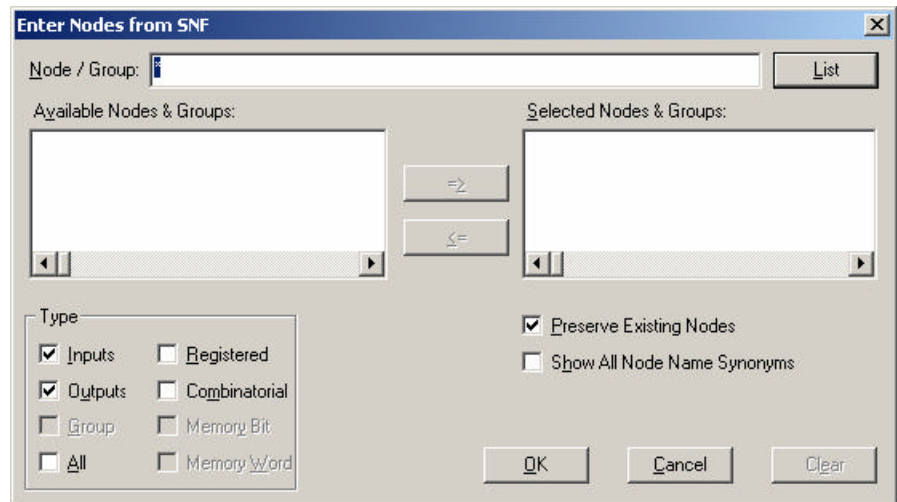 Enter Nodes from SNF
Node / Group: *
List
Available Nodes & Groups:
Selected Nodes & Groups:
=>
<=
Type
Inputs
Registered
Outputs
Combinatorial
Group
Memory Bit
All
Memory Word
Preserve Existing Nodes
Show All Node Name Synonyms
OK
Cancel
Clear